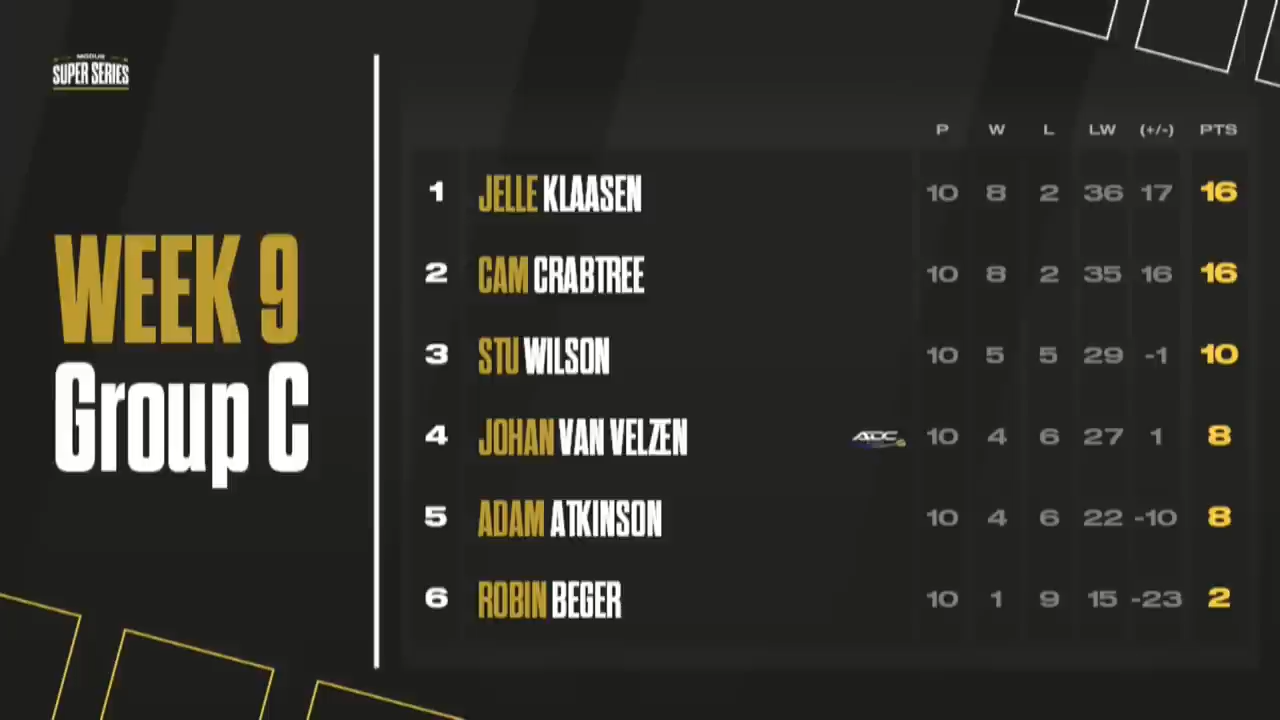 MODUS
SUPER SERIES
WEEK 9
Group C
P W L LW (+/-) PTS
1 JELLE KLAASEN 10 8 2 36 17 16
2 CAM CRABTREE 10 8 2 35 16 16
3 STU WILSON 10 5 5 29 -1 10
4 JOHAN VAN VELZEN ADC 10 4 6 27 1 8
5 ADAM ATKINSON 10 4 6 22 -10 8
6 ROBIN BEGER 10 1 9 15 -23 2